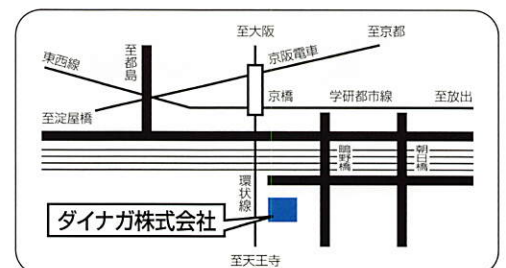 至大阪
至京都
東西線
至都島
京阪電車
京橋
学研都市線
至放出
至淀屋橋
鴫野橋
朝日橋
環状線
ダイナガ株式会社
至天王寺